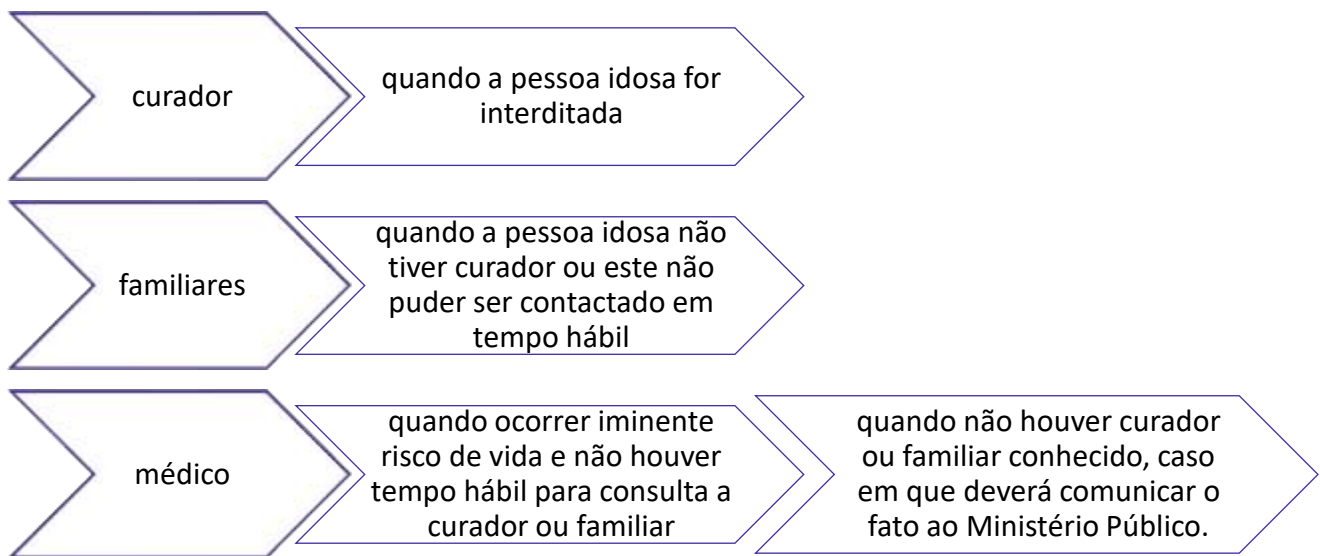 curador
quando a pessoa idosa for
interditada
familiares
quando a pessoa idosa não
tiver curador ou este não
puder ser contactado em
tempo hábil
médico
quando ocorrer iminente
risco de vida e não houver
tempo hábil para consulta a
curador ou familiar
quando não houver curador
ou familiar conhecido, caso
em que deverá comunicar o
fato ao Ministério Público.